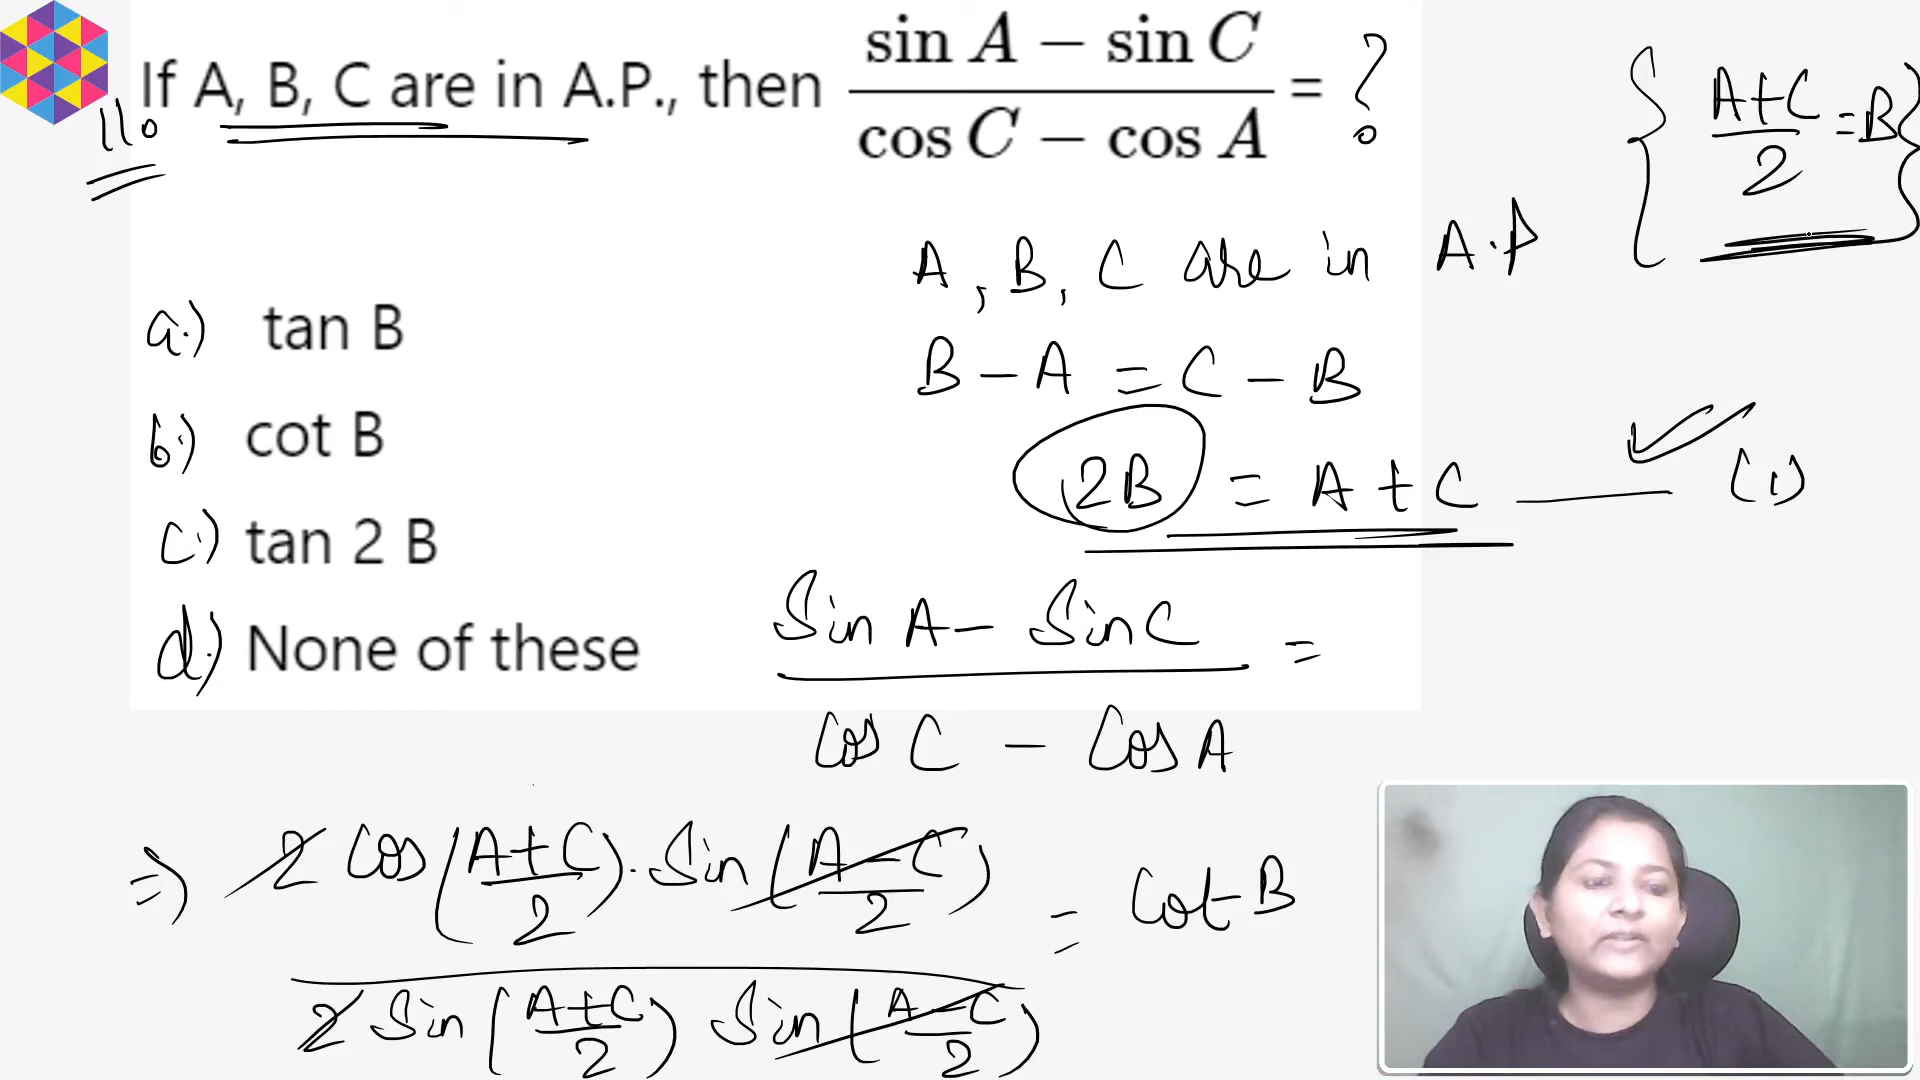 11.
If A, B, C are in A.P., then (sin A − sin C)/(cos C − cos A) = ?
{ (A+C)/2 = B }
A, B, C are in A.P
B - A = C - B
2B = A + C —— (1)
a.) tan B
b.) cot B
c.) tan 2 B
d.) None of these
(Sin A - Sin C)/(Cos C - Cos A) =
⇒ (2 Cos((A+C)/2) . Sin((A-C)/2))/(2 Sin((A+C)/2) Sin((A-C)/2)) = Cot B